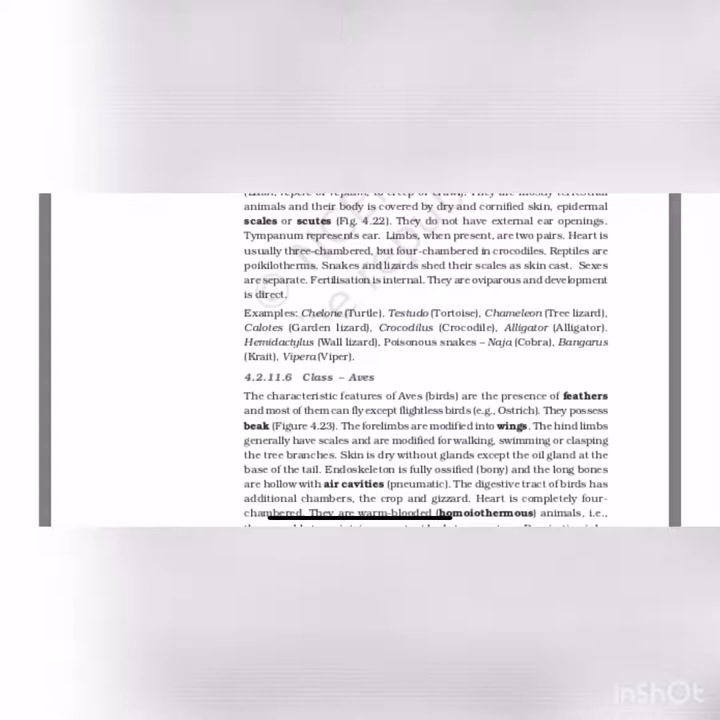 animals and their body is covered by dry and cornified skin, epidermal
scales or scutes (Fig. 4.22). They do not have external ear openings.
Tympanum represents ear. Limbs, when present, are two pairs. Heart is
usually three-chambered, but four-chambered in crocodiles. Reptiles are
poikilotherms. Snakes and lizards shed their scales as skin cast. Sexes
are separate. Fertilisation is internal. They are oviparous and development
is direct.
Examples: Chelone (Turtle), Testudo (Tortoise), Chameleon (Tree lizard),
Calotes (Garden lizard), Crocodilus (Crocodile), Alligator (Alligator).
Hemidactylus (Wall lizard), Poisonous snakes – Naja (Cobra), Bangarus
(Krait), Vipera (Viper).
4.2.11.6 Class – Aves
The characteristic features of Aves (birds) are the presence of feathers
and most of them can fly except flightless birds (e.g., Ostrich). They possess
beak (Figure 4.23). The forelimbs are modified into wings. The hind limbs
generally have scales and are modified for walking, swimming or clasping
the tree branches. Skin is dry without glands except the oil gland at the
base of the tail. Endoskeleton is fully ossified (bony) and the long bones
are hollow with air cavities (pneumatic). The digestive tract of birds has
additional chambers, the crop and gizzard. Heart is completely four-
chambered. They are warm-blooded (homoiothermous) animals, i.e.,
InShOt